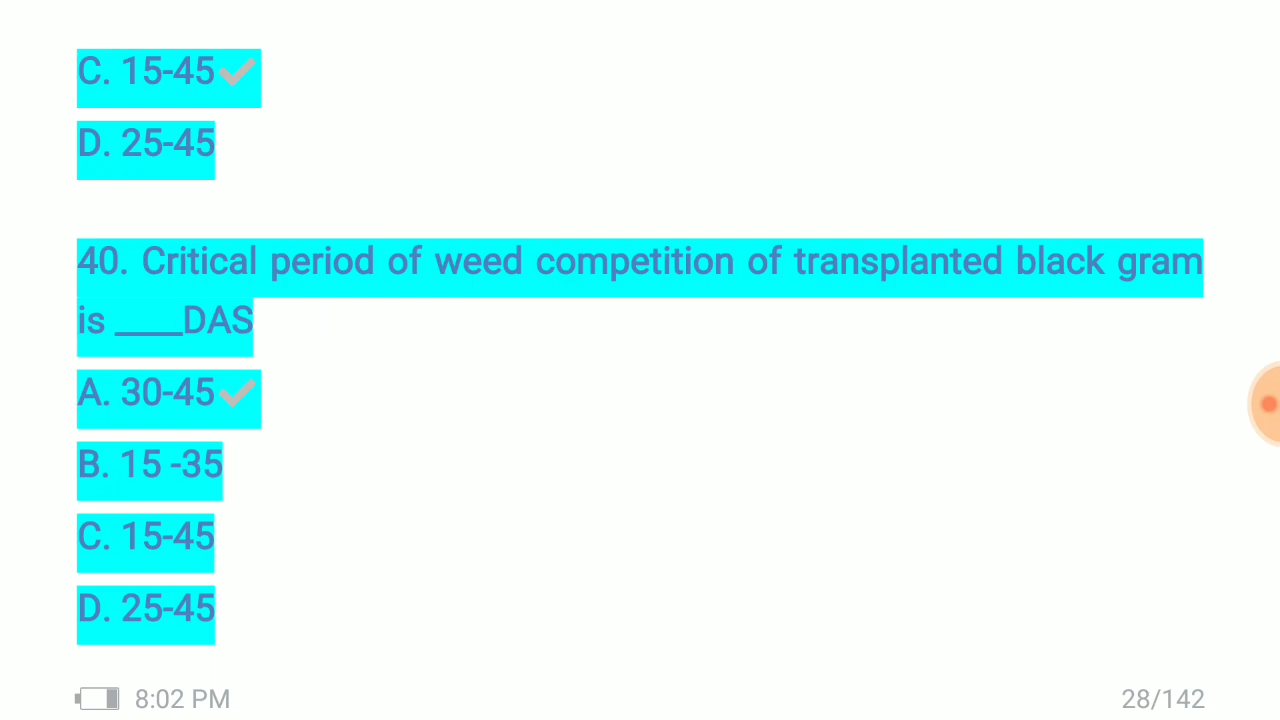 C. 15-45✔
D. 25-45
40. Critical period of weed competition of transplanted black gram
is ____DAS
A. 30-45✔
B. 15 -35
C. 15-45
D. 25-45
8:02 PM
28/142